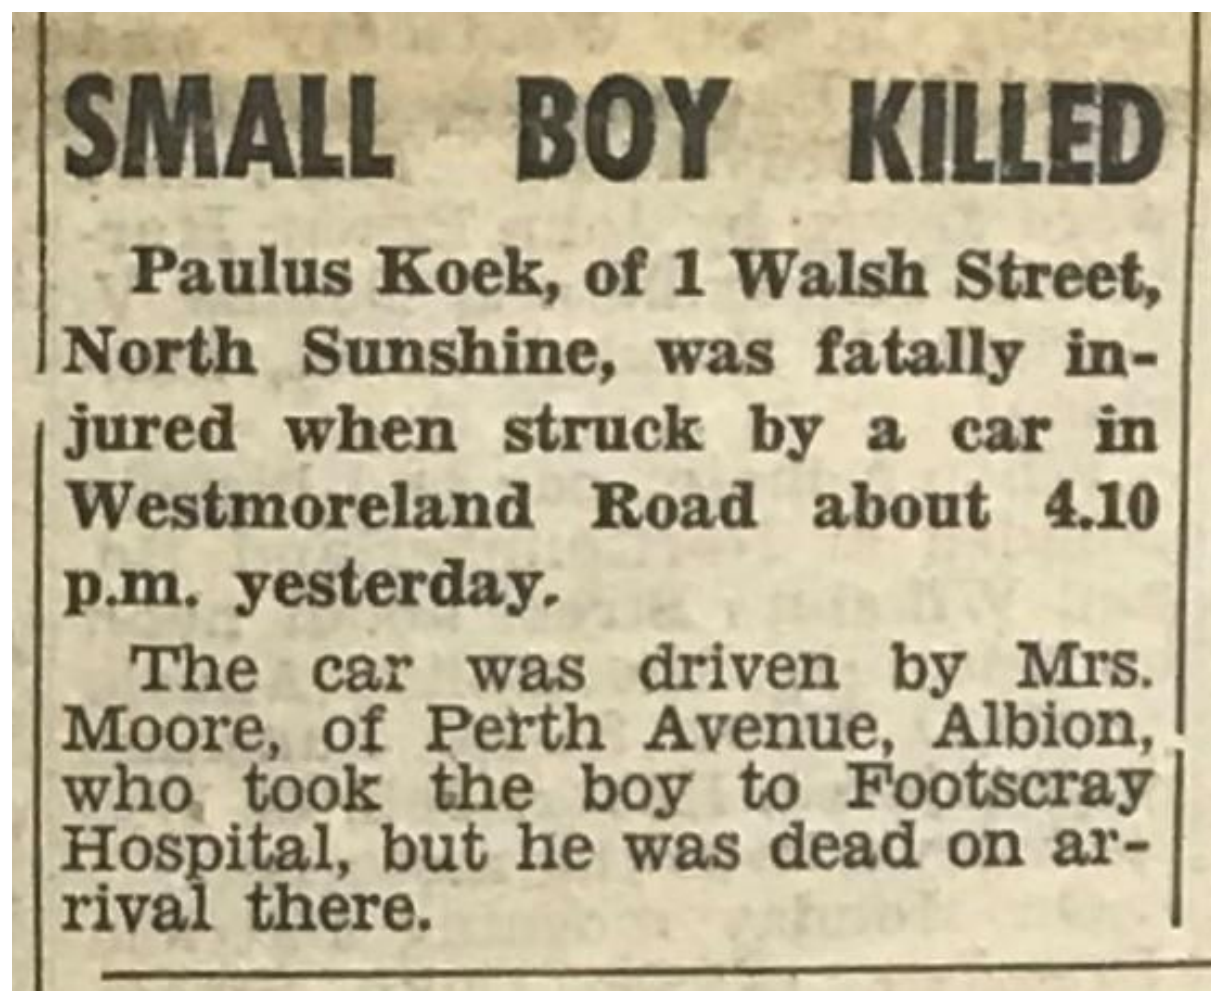 SMALL BOY KILLED
Paulus Koek, of 1 Walsh Street,
North Sunshine, was fatally in-
jured when struck by a car in
Westmoreland Road about 4.10
p.m. yesterday.
The car was driven by Mrs.
Moore, of Perth Avenue, Albion,
who took the boy to Footscray
Hospital, but he was dead on ar-
rival there.